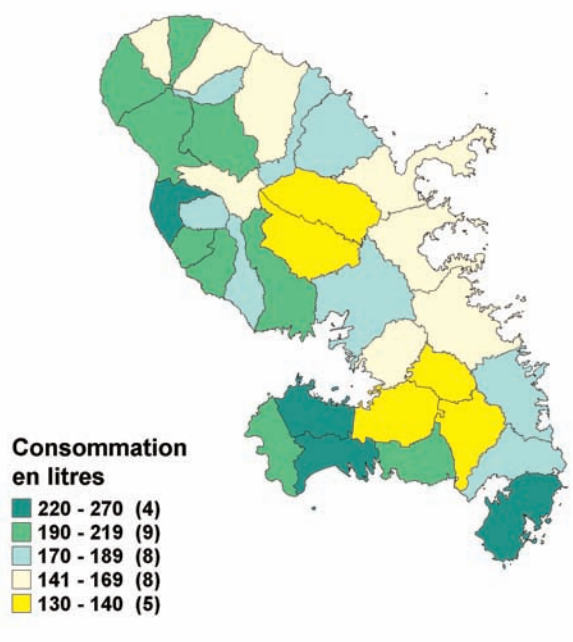 Consommation
en litres
220 - 270 (4)
190 - 219 (9)
170 - 189 (8)
141 - 169 (8)
130 - 140 (5)